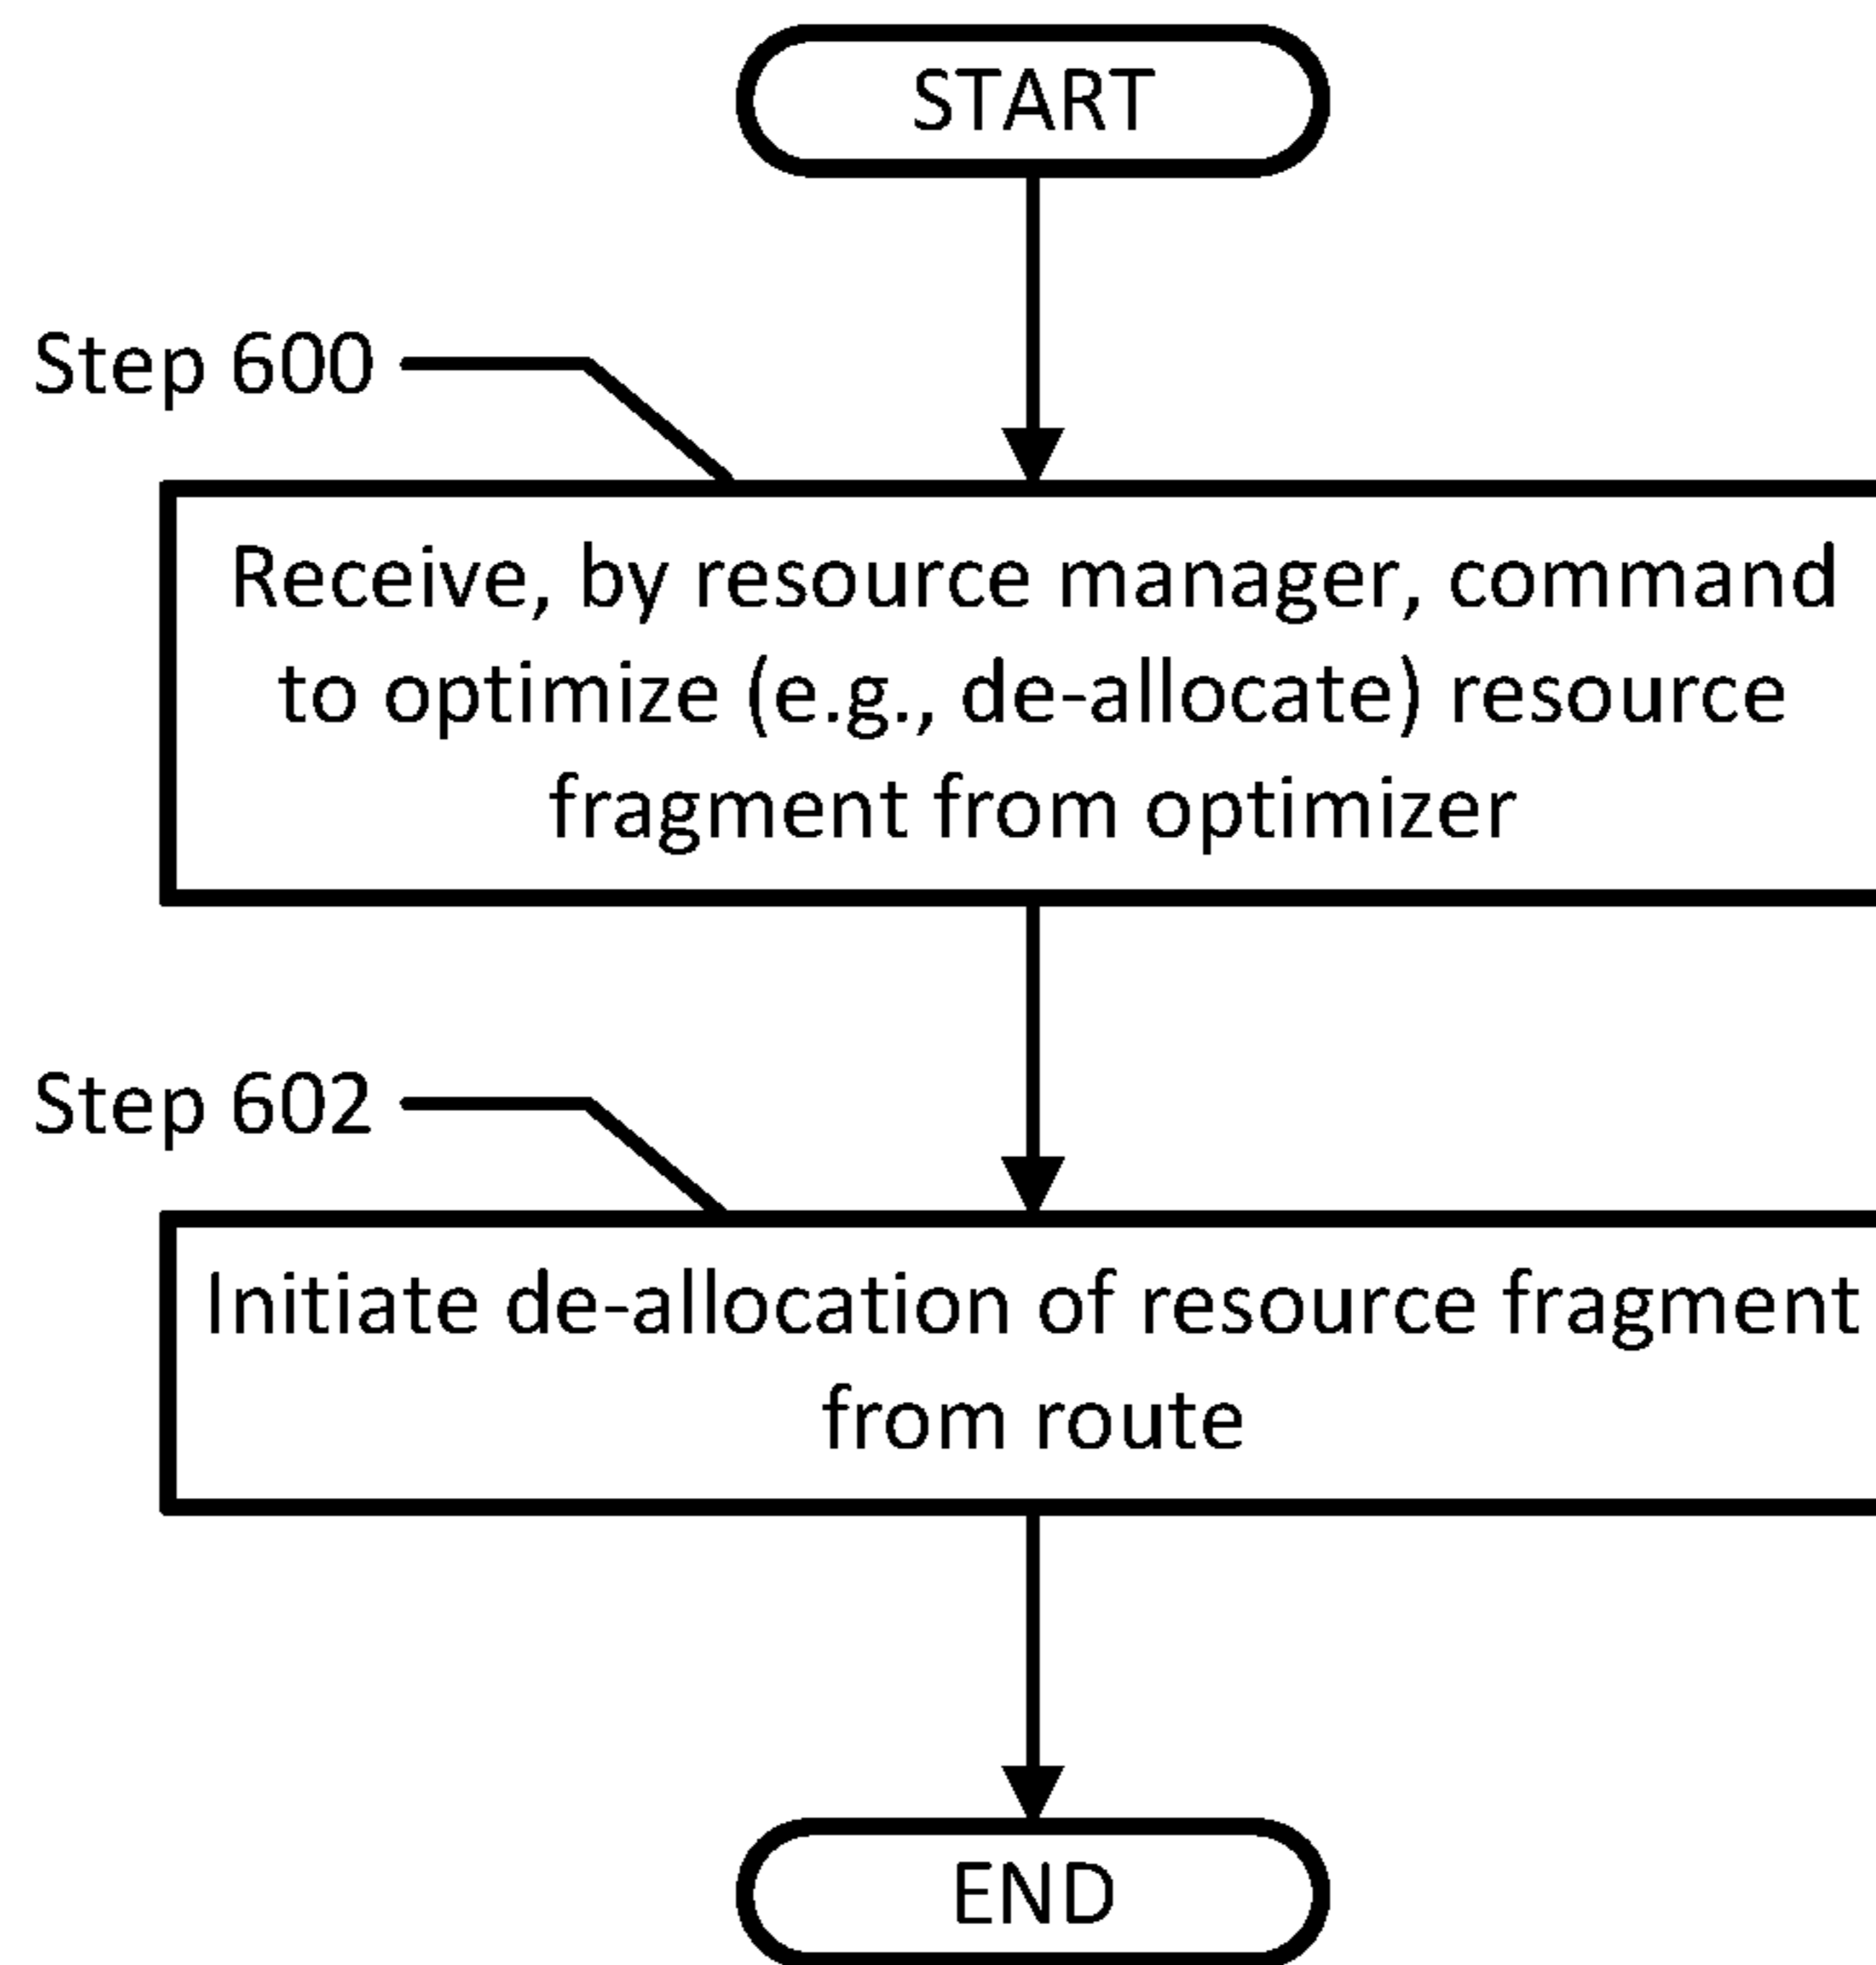 START
Step 600
Receive, by resource manager, command
to optimize (e.g., de-allocate) resource
fragment from optimizer
Step 602
Initiate de-allocation of resource fragment
from route
END